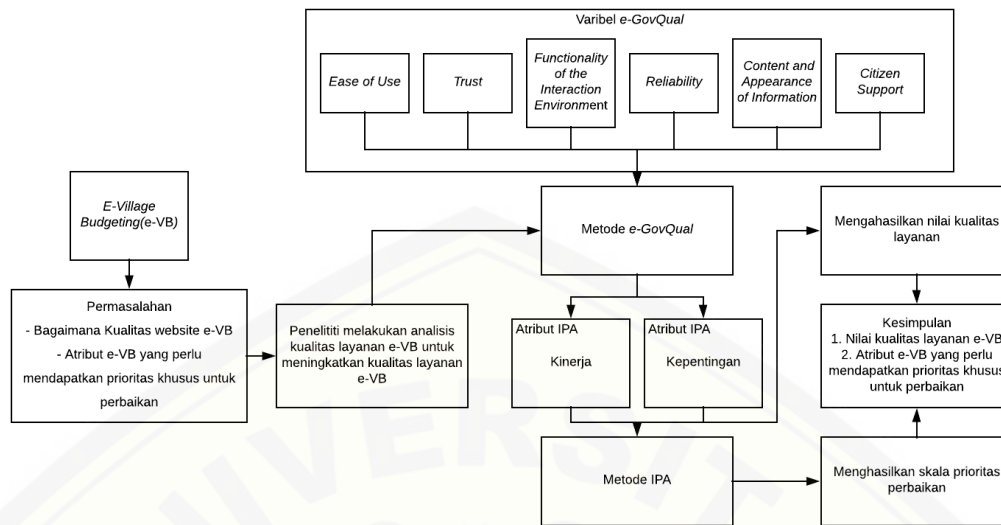 Varibel e-GovQual
Ease of Use
Trust
Functionality
of the
Interaction
Environment
Reliability
Content and
Appearance
of Information
Citizen
Support
E-Village
Budgeting(e-VB)
Permasalahan
- Bagaimana Kualitas website e-VB
- Atribut e-VB yang perlu
mendapatkan prioritas khusus untuk
perbaikan
Penelititi melakukan analisis
kualitas layanan e-VB untuk
meningkatkan kualitas layanan
e-VB
Metode e-GovQual
Atribut IPA
Kinerja
Atribut IPA
Kepentingan
Metode IPA
Mengahasilkan nilai kualitas
layanan
Kesimpulan
1. Nilai kualitas layanan e-VB
2. Atribut e-VB yang perlu
mendapatkan prioritas khusus
untuk perbaikan
Menghasilkan skala prioritas
perbaikan
UNIVERSIT